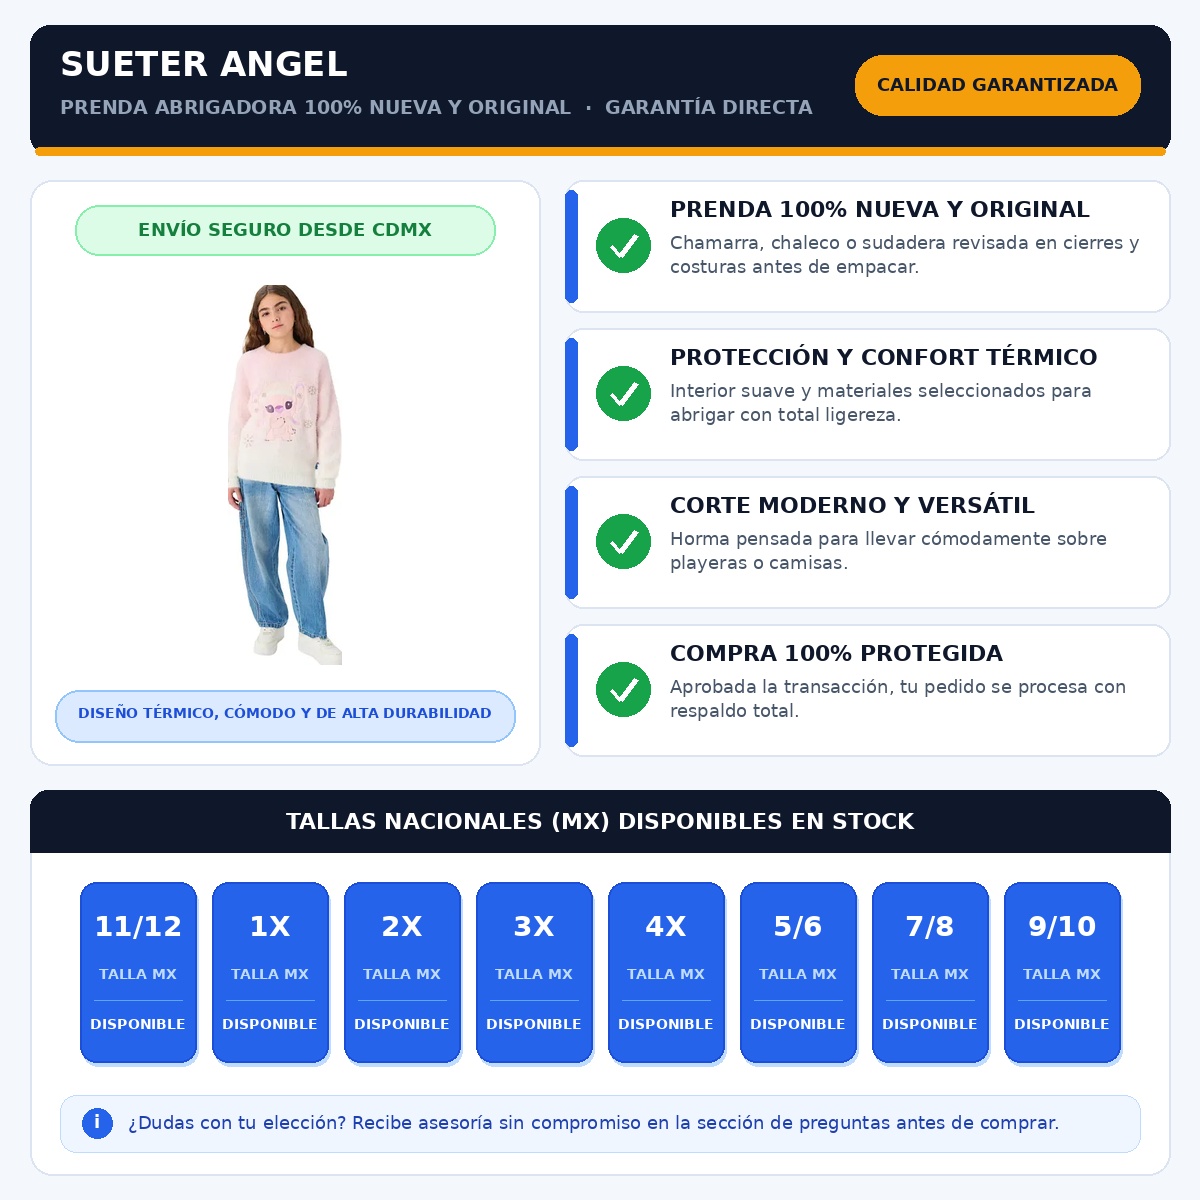 SUETER ANGEL
PRENDA ABRIGADORA 100% NUEVA Y ORIGINAL · GARANTÍA DIRECTA
CALIDAD GARANTIZADA
ENVÍO SEGURO DESDE CDMX
DISEÑO TÉRMICO, CÓMODO Y DE ALTA DURABILIDAD
PRENDA 100% NUEVA Y ORIGINAL
Chamarra, chaleco o sudadera revisada en cierres y
costuras antes de empacar.
PROTECCIÓN Y CONFORT TÉRMICO
Interior suave y materiales seleccionados para
abrigar con total ligereza.
CORTE MODERNO Y VERSÁTIL
Horma pensada para llevar cómodamente sobre
playeras o camisas.
COMPRA 100% PROTEGIDA
Aprobada la transacción, tu pedido se procesa con
respaldo total.
TALLAS NACIONALES (MX) DISPONIBLES EN STOCK
11/12
TALLA MX
DISPONIBLE
1X
TALLA MX
DISPONIBLE
2X
TALLA MX
DISPONIBLE
3X
TALLA MX
DISPONIBLE
4X
TALLA MX
DISPONIBLE
5/6
TALLA MX
DISPONIBLE
7/8
TALLA MX
DISPONIBLE
9/10
TALLA MX
DISPONIBLE
i ¿Dudas con tu elección? Recibe asesoría sin compromiso en la sección de preguntas antes de comprar.